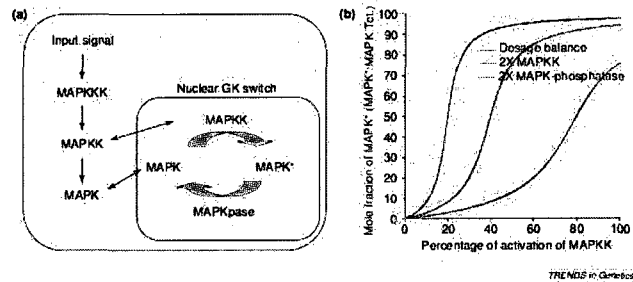 (a)
Input signal
MAPKKK
MAPKK
MAPK
Nuclear GK switch
MAPKK
MAPK
MAPK*
MAPKpase
(b)
Mole fraction of MAPK* (MAPK*:MAPK Tot.)
100
90
80
70
60
50
40
30
20
10
0
Dosage balance
2X MAPKK
2X MAPK-phosphatase
0 20 40 60 80 100
Percentage of activation of MAPKK
TRENDS in Genetics